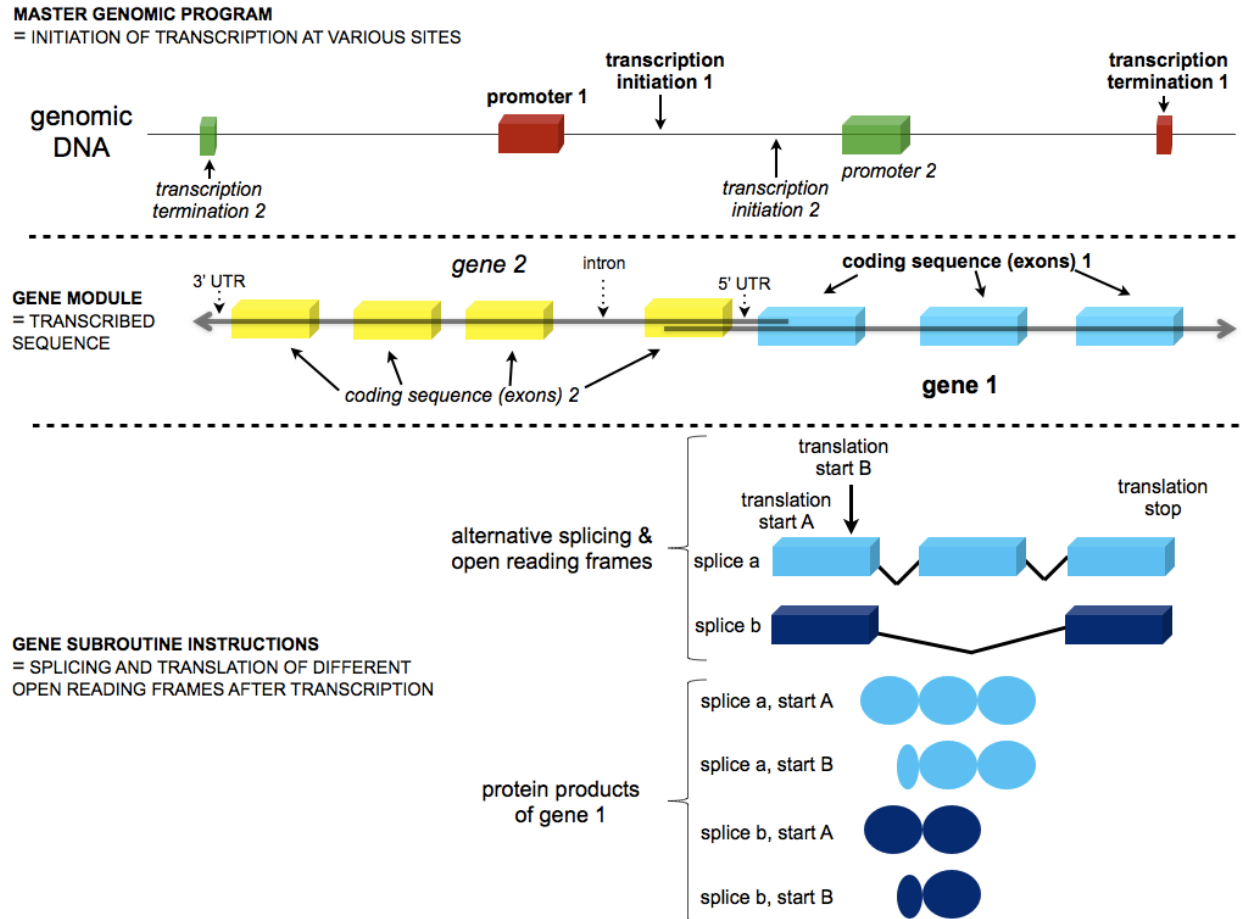 MASTER GENOMIC PROGRAM
= INITIATION OF TRANSCRIPTION AT VARIOUS SITES
transcription
initiation 1
transcription
termination 1
promoter 1
genomic
DNA
transcription
termination 2
transcription
initiation 2
promoter 2
gene 2
intron
coding sequence (exons) 1
3' UTR
5' UTR
GENE MODULE
= TRANSCRIBED
SEQUENCE
coding sequence (exons) 2
gene 1
translation
start B
translation
start A
translation
stop
alternative splicing &
open reading frames
splice a
splice b
GENE SUBROUTINE INSTRUCTIONS
= SPLICING AND TRANSLATION OF DIFFERENT
OPEN READING FRAMES AFTER TRANSCRIPTION
splice a, start A
splice a, start B
protein products
of gene 1
splice b, start A
splice b, start B